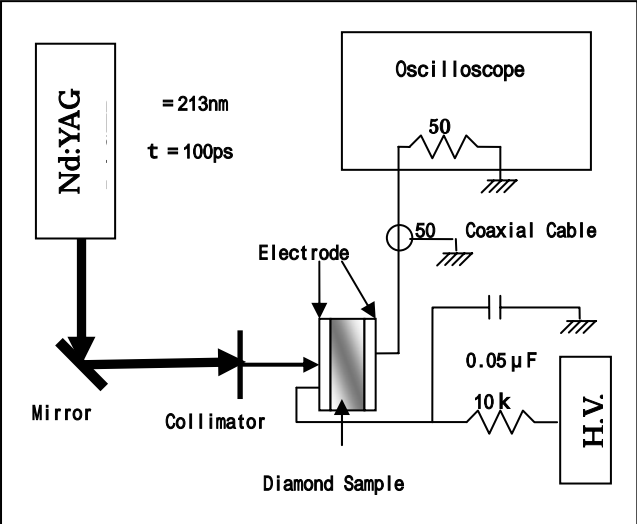 Nd:YAG
=213nm
t =100ps
Oscilloscope
50
50
Coaxial Cable
Electrode
Mirror
Collimator
0.05μF
10k
H.V.
Diamond Sample